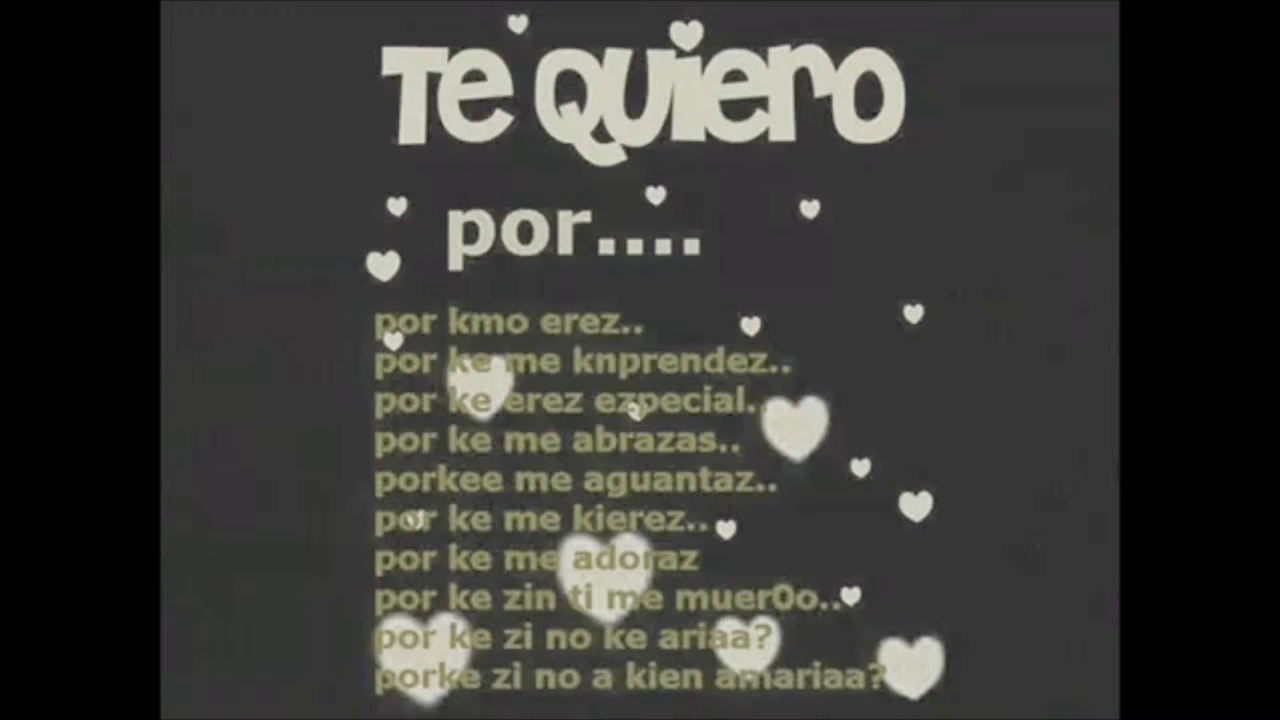 Te Quiero
por....
por kmo erez..
por ke me knprendez..
por ke erez ezpecial..
por ke me abrazas..
porkee me aguantaz..
por ke me kierez..
por ke me adoraz
por ke zin ti me muer0o..
por ke zi no ke ariaa?
porke zi no a kien amariaa?